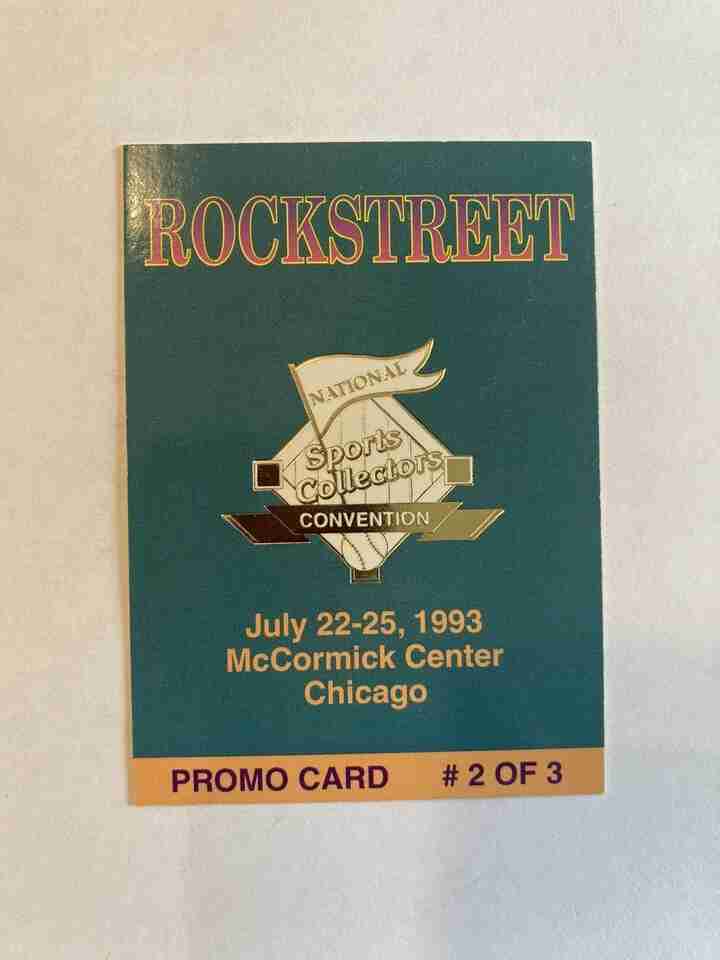 ROCKSTREET
NATIONAL
Sports
Collectors
CONVENTION
July 22-25, 1993
McCormick Center
Chicago
PROMO CARD # 2 OF 3